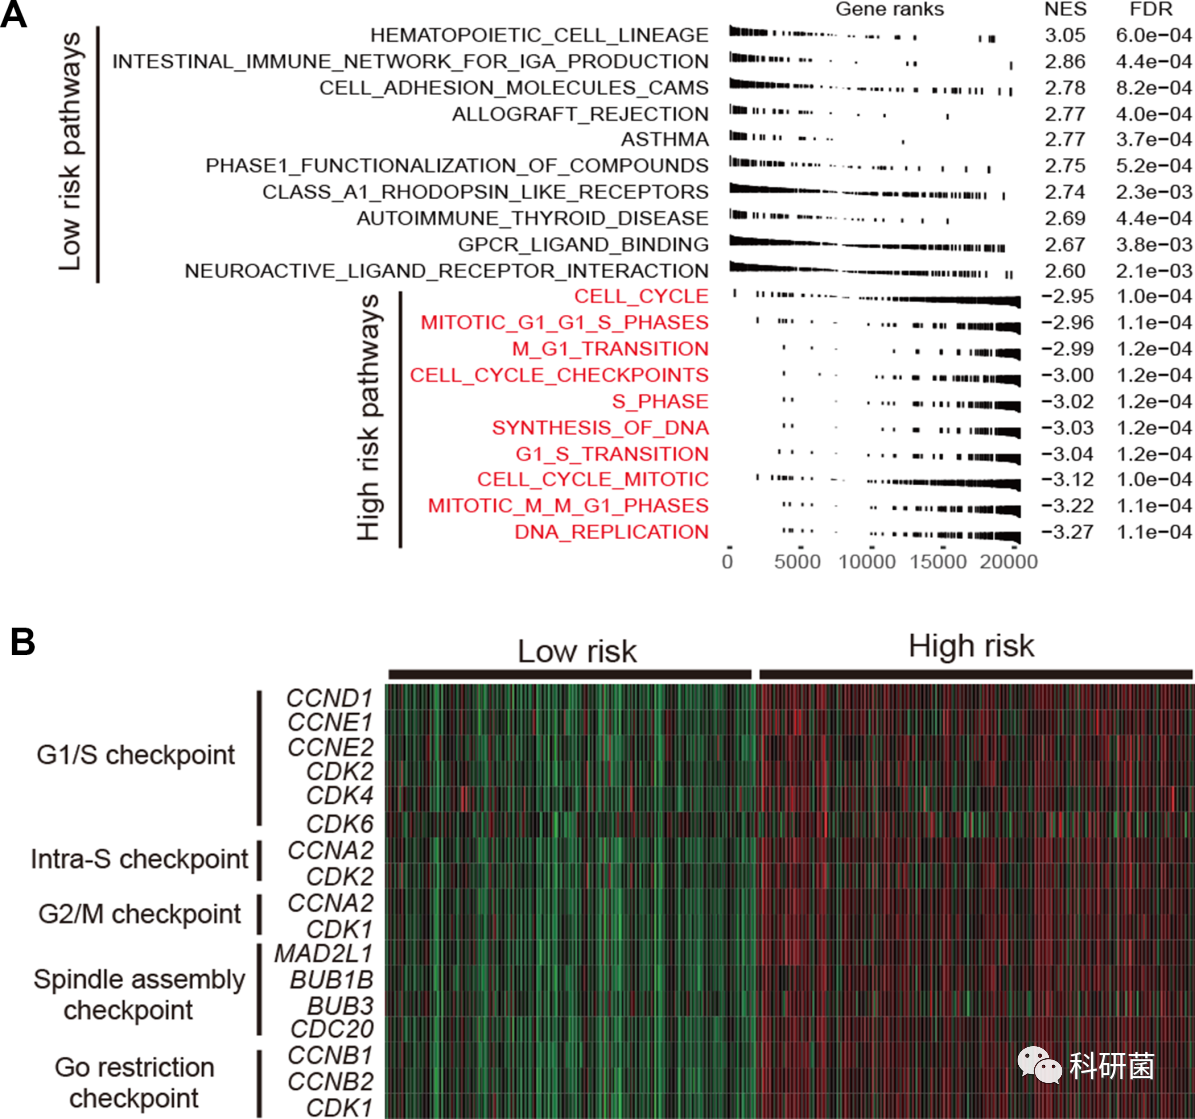 A
Gene ranks NES FDR
Low risk pathways
HEMATOPOIETIC_CELL_LINEAGE 3.05 6.0e−04
INTESTINAL_IMMUNE_NETWORK_FOR_IGA_PRODUCTION 2.86 4.4e−04
CELL_ADHESION_MOLECULES_CAMS 2.78 8.2e−04
ALLOGRAFT_REJECTION 2.77 4.0e−04
ASTHMA 2.77 3.7e−04
PHASE1_FUNCTIONALIZATION_OF_COMPOUNDS 2.75 5.2e−04
CLASS_A1_RHODOPSIN_LIKE_RECEPTORS 2.74 2.3e−03
AUTOIMMUNE_THYROID_DISEASE 2.69 4.4e−04
GPCR_LIGAND_BINDING 2.67 3.8e−03
NEUROACTIVE_LIGAND_RECEPTOR_INTERACTION 2.60 2.1e−03
High risk pathways
CELL_CYCLE −2.95 1.0e−04
MITOTIC_G1_G1_S_PHASES −2.96 1.1e−04
M_G1_TRANSITION −2.99 1.2e−04
CELL_CYCLE_CHECKPOINTS −3.00 1.2e−04
S_PHASE −3.02 1.2e−04
SYNTHESIS_OF_DNA −3.03 1.2e−04
G1_S_TRANSITION −3.04 1.2e−04
CELL_CYCLE_MITOTIC −3.12 1.0e−04
MITOTIC_M_M_G1_PHASES −3.22 1.1e−04
DNA_REPLICATION −3.27 1.1e−04
0 5000 10000 15000 20000
B
Low risk High risk
G1/S checkpoint
CCND1
CCNE1
CCNE2
CDK2
CDK4
CDK6
Intra-S checkpoint
CCNA2
CDK2
G2/M checkpoint
CCNA2
CDK1
Spindle assembly
checkpoint
MAD2L1
BUB1B
BUB3
CDC20
Go restriction
checkpoint
CCNB1
CCNB2
CDK1
科研菌